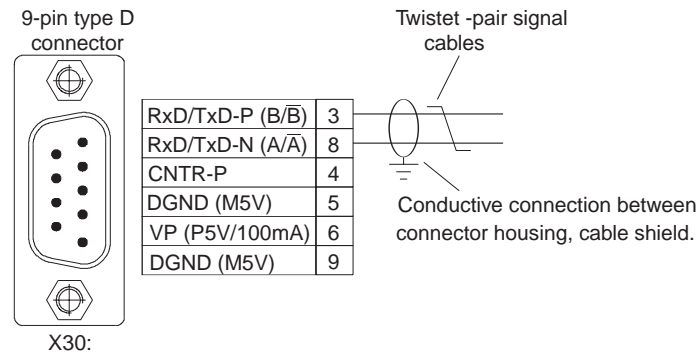 9-pin type D
connector
Twistet -pair signal
cables
RxD/TxD-P (B/B̅) 3
RxD/TxD-N (A/A̅) 8
CNTR-P 4
DGND (M5V) 5
VP (P5V/100mA) 6
DGND (M5V) 9
Conductive connection between
connector housing, cable shield.
X30: